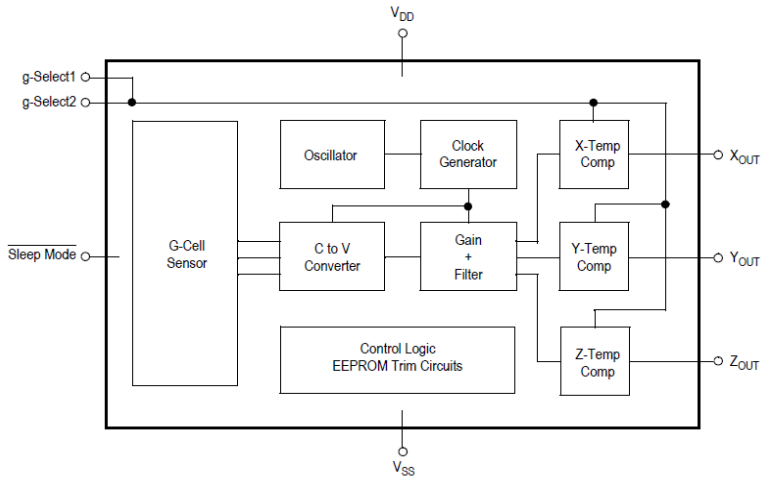 VDD
g-Select1
g-Select2
Oscillator
Clock
Generator
X-Temp
Comp
XOUT
Sleep Mode
G-Cell
Sensor
C to V
Converter
Gain
+
Filter
Y-Temp
Comp
YOUT
Control Logic
EEPROM Trim Circuits
Z-Temp
Comp
ZOUT
VSS